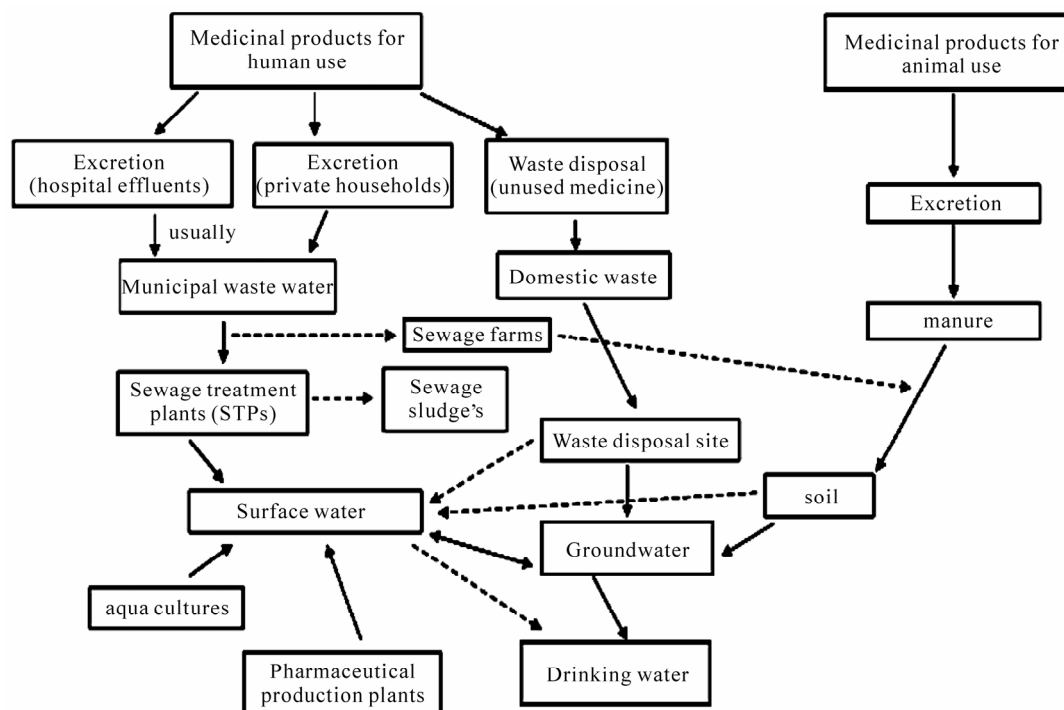 Medicinal products for
human use
Medicinal products for
animal use
Excretion
(hospital effluents)
Excretion
(private households)
Waste disposal
(unused medicine)
Excretion
usually
Municipal waste water
Domestic waste
manure
Sewage farms
Sewage treatment
plants (STPs)
Sewage
sludge's
Waste disposal site
soil
Surface water
Groundwater
aqua cultures
Pharmaceutical
production plants
Drinking water